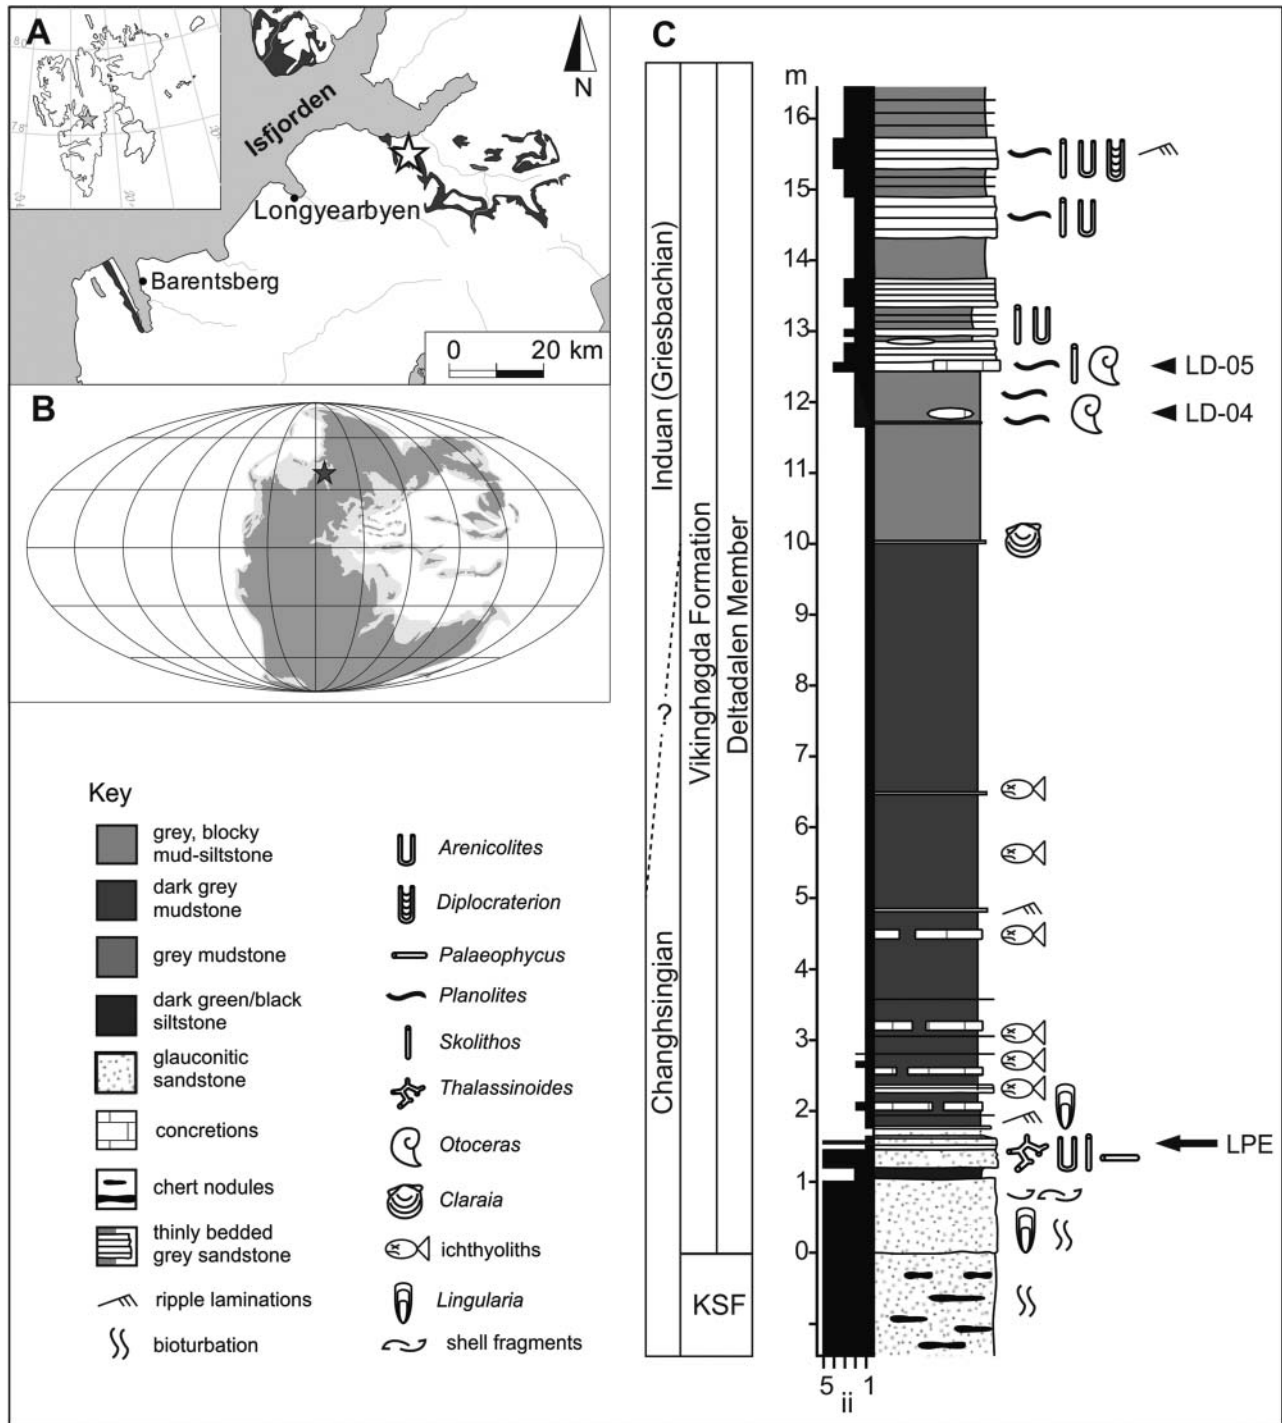 A
80
78
N
Isfjorden
Longyearbyen
Barentsberg
0 20 km
B
Key
grey, blocky
mud-siltstone
dark grey
mudstone
grey mudstone
dark green/black
siltstone
glauconitic
sandstone
concretions
chert nodules
thinly bedded
grey sandstone
ripple laminations
bioturbation
Arenicolites
Diplocraterion
Palaeophycus
Planolites
Skolithos
Thalassinoides
Otoceras
Claraia
ichthyoliths
Lingularia
shell fragments
C
Induan (Griesbachian)
?
Changhsingian
Vikinghøgda Formation
KSF
Deltadalen Member
m
16
15
14
13
12
11
10
9
8
7
6
5
4
3
2
1
0
5 1
ii
LD-05
LD-04
LPE